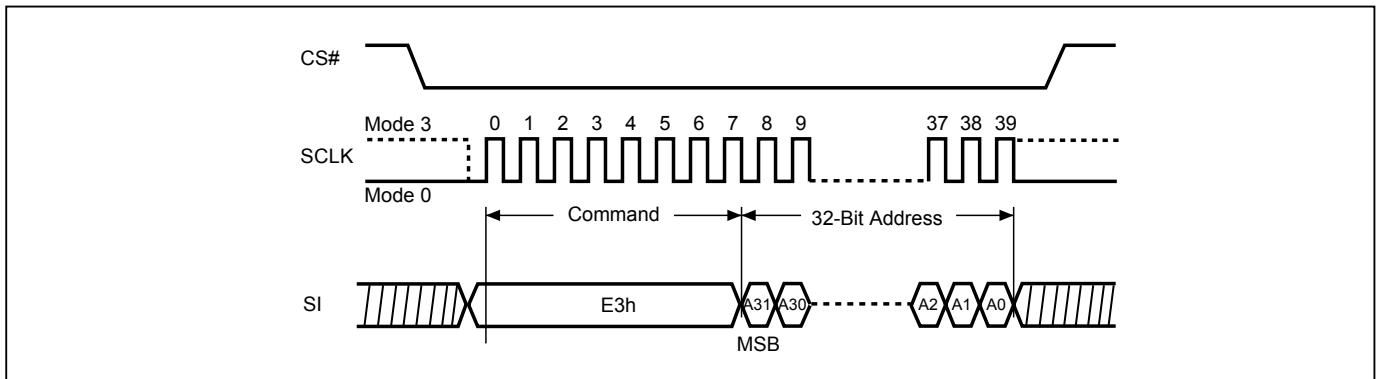 CS#
Mode 3 0 1 2 3 4 5 6 7 8 9 37 38 39
SCLK
Mode 0
Command 32-Bit Address
SI E3h A31 A30 A2 A1 A0
MSB